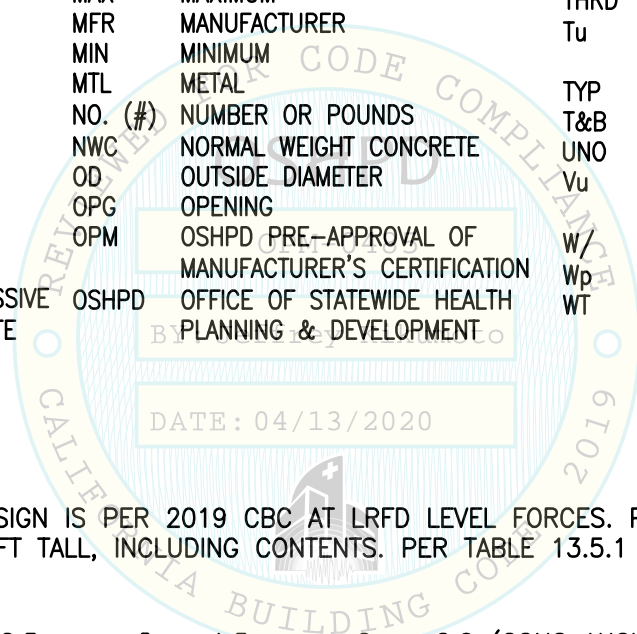 MFR MANUFACTURER Tu
MIN MINIMUM
MTL METAL TYP
NO. (#) NUMBER OR POUNDS T&B
NWC NORMAL WEIGHT CONCRETE UNO
OD OUTSIDE DIAMETER Vu
OPG OPENING
OPM OSHPD PRE-APPROVAL OF W/
MANUFACTURER'S CERTIFICATION Wp
OSHPD OFFICE OF STATEWIDE HEALTH WT
PLANNING & DEVELOPMENT
REVIEWED FOR CODE COMPLIANCE
OSHPD
BY: Jeffrey
DATE: 04/13/2020
CALIFORNIA BUILDING CODE 2019
SIGN IS PER 2019 CBC AT LRFD LEVEL FORCES.
FT TALL, INCLUDING CONTENTS. PER TABLE 13.5.1